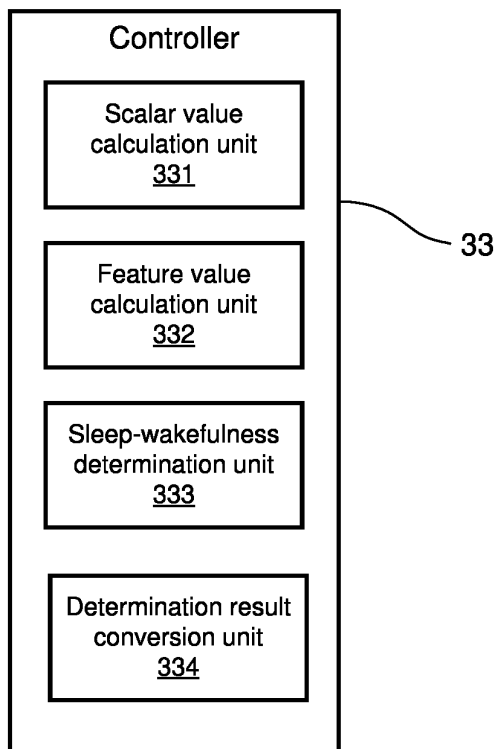 Controller
Scalar value
calculation unit
331
33
Feature value
calculation unit
332
Sleep-wakefulness
determination unit
333
Determination result
conversion unit
334